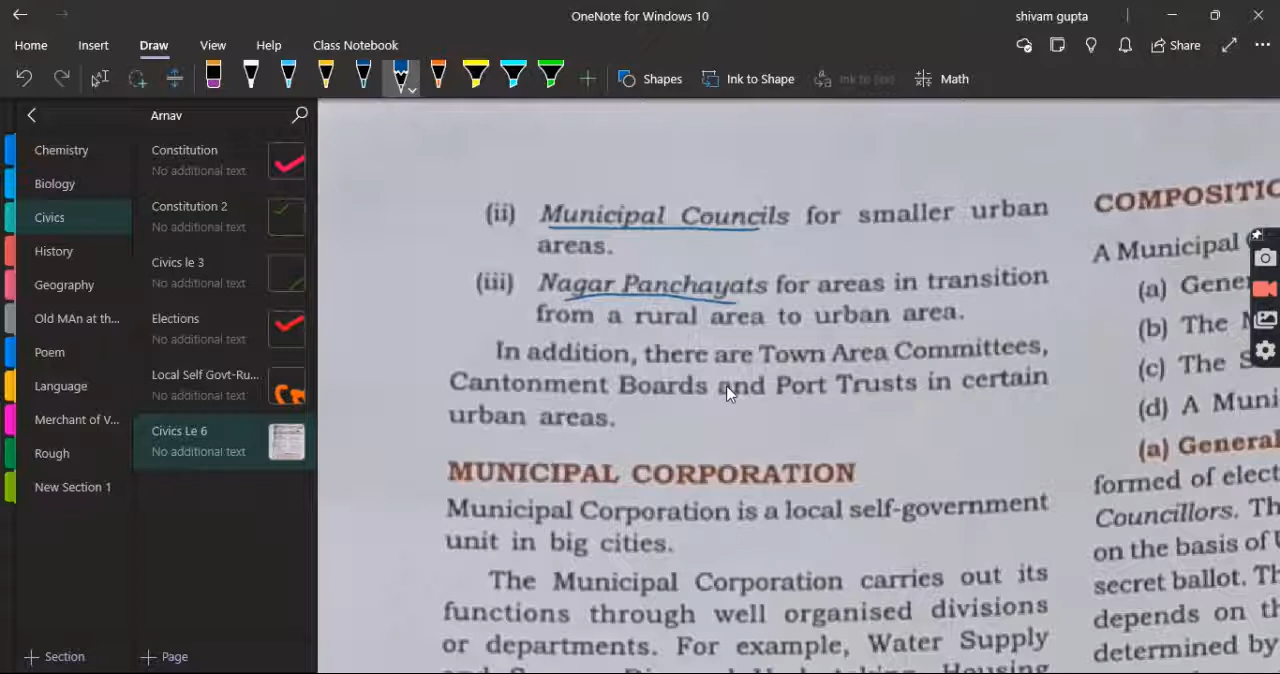 OneNote for Windows 10
shivam gupta
Home Insert Draw View Help Class Notebook
Share
Shapes
Ink to Shape
Ink to Text
Math
Arnav
Chemistry
Biology
Civics
History
Geography
Old MAn at th...
Poem
Language
Merchant of V...
Rough
New Section 1
Section
Constitution
No additional text
Constitution 2
No additional text
Civics le 3
No additional text
Elections
No additional text
Local Self Govt-Ru...
No additional text
Civics Le 6
No additional text
Page
(ii) Municipal Councils for smaller urban
areas.
(iii) Nagar Panchayats for areas in transition
from a rural area to urban area.
In addition, there are Town Area Committees,
Cantonment Boards and Port Trusts in certain
urban areas.
MUNICIPAL CORPORATION
Municipal Corporation is a local self-government
unit in big cities.
The Municipal Corporation carries out its
functions through well organised divisions
or departments. For example, Water Supply
Housing
COMPOSITIO
A Municipal
(a) Gene
(b) The
(c) The S
(d) A Muni
(a) General
formed of elect
Councillors. Th
on the basis of
secret ballot. Th
depends on th
determined by